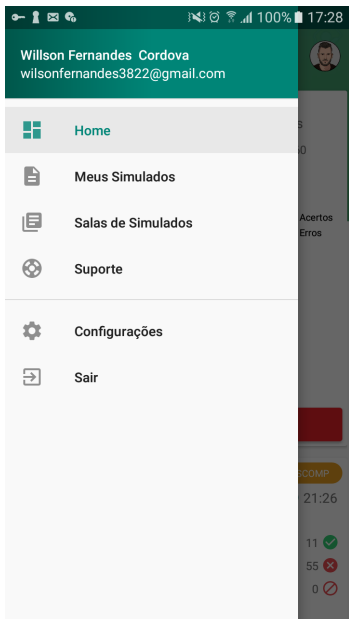 100% 17:28
Willson Fernandes Cordova
wilsonfernandes3822@gmail.com
Home
Meus Simulados
Salas de Simulados
Suporte
Configurações
Sair
Acertos
Erros
SCOMP
21:26
11
55
0